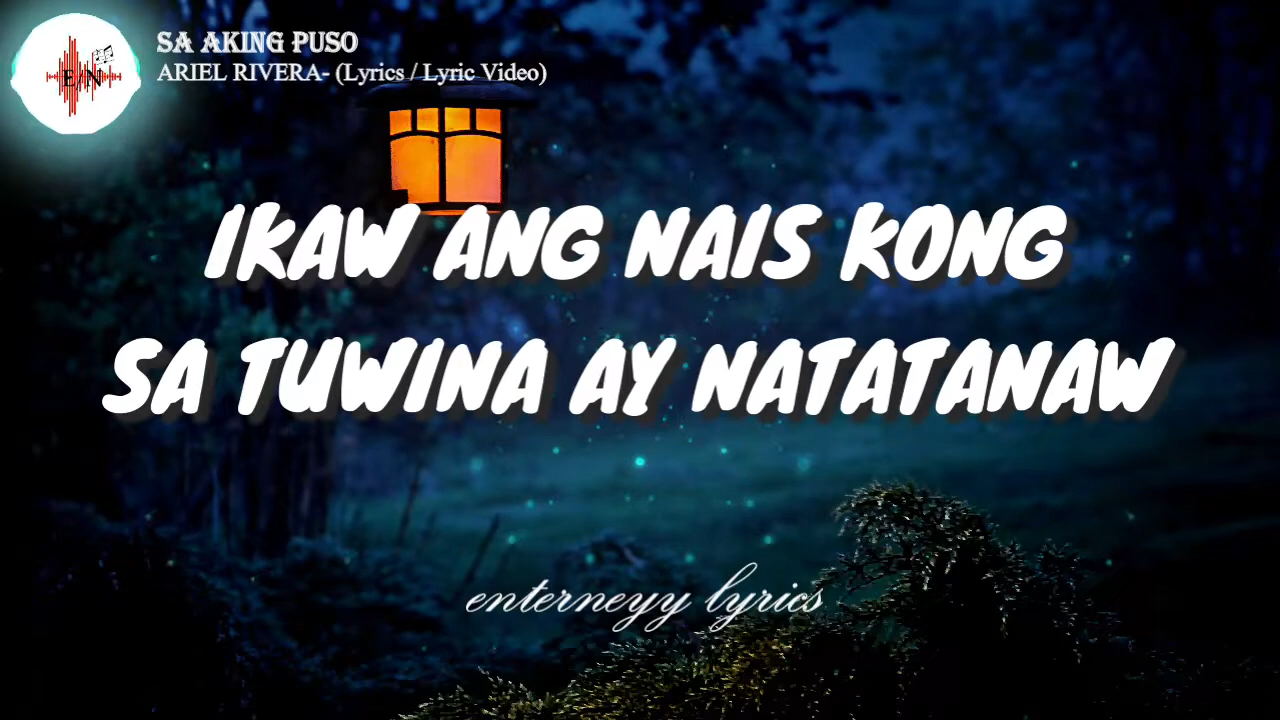 SA AKING PUSO
ARIEL RIVERA- (Lyrics / Lyric Video)
E/N
IKAW ANG NAIS KONG
SA TUWINA AY NATATANAW
enterneyy lyrics